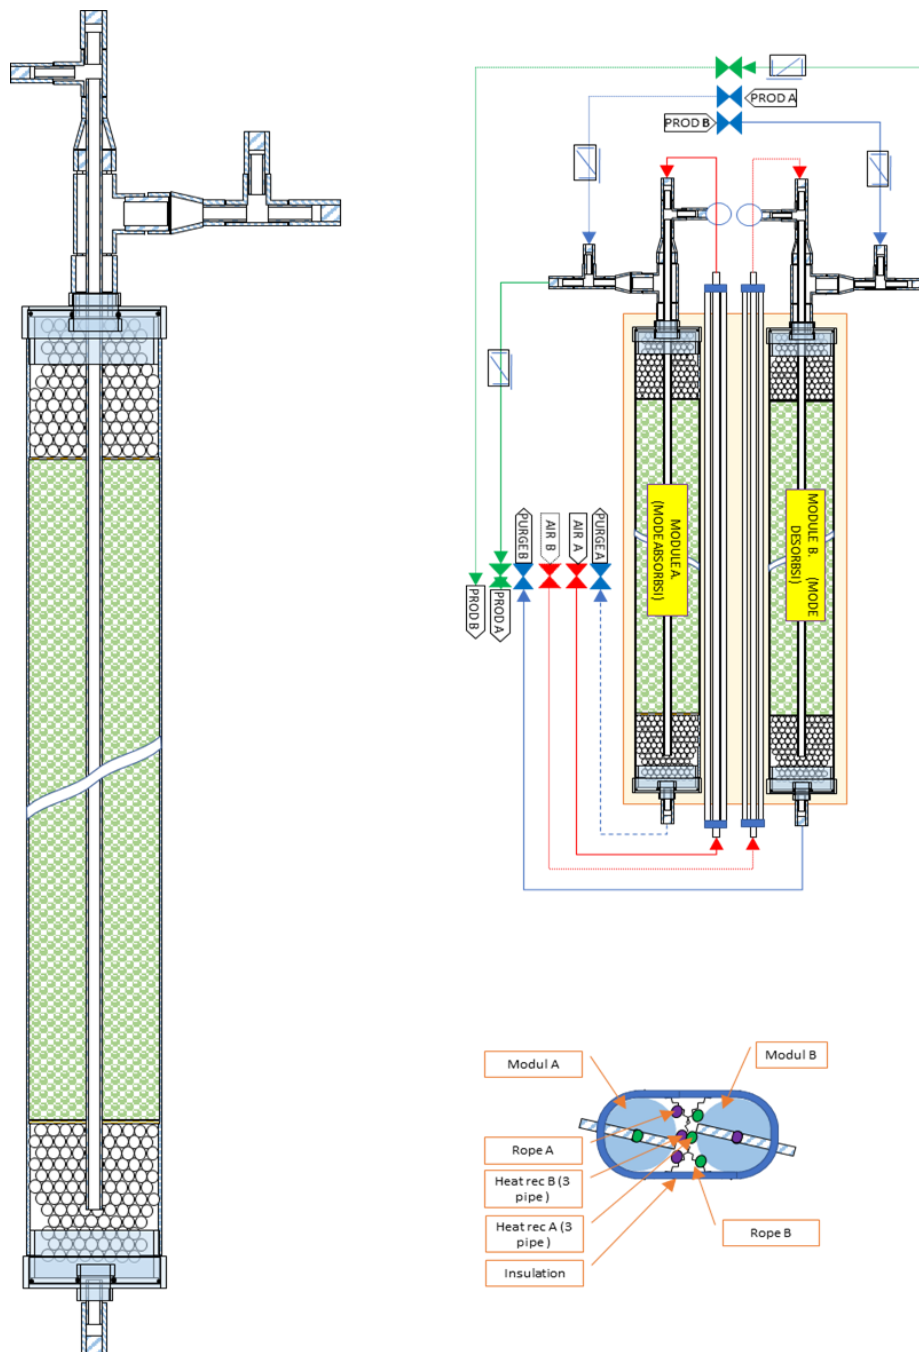 PROD A
PROD B
PURGE B
AIR B
AIR A
PURGE A
PROD B
PROD A
MODULE A.
(MODE ABSORBSI)
MODULE B. (MODE
DESORBSI)
Modul A
Modul B
Rope A
Heat rec B (3
pipe )
Heat rec A (3
pipe )
Rope B
Insulation